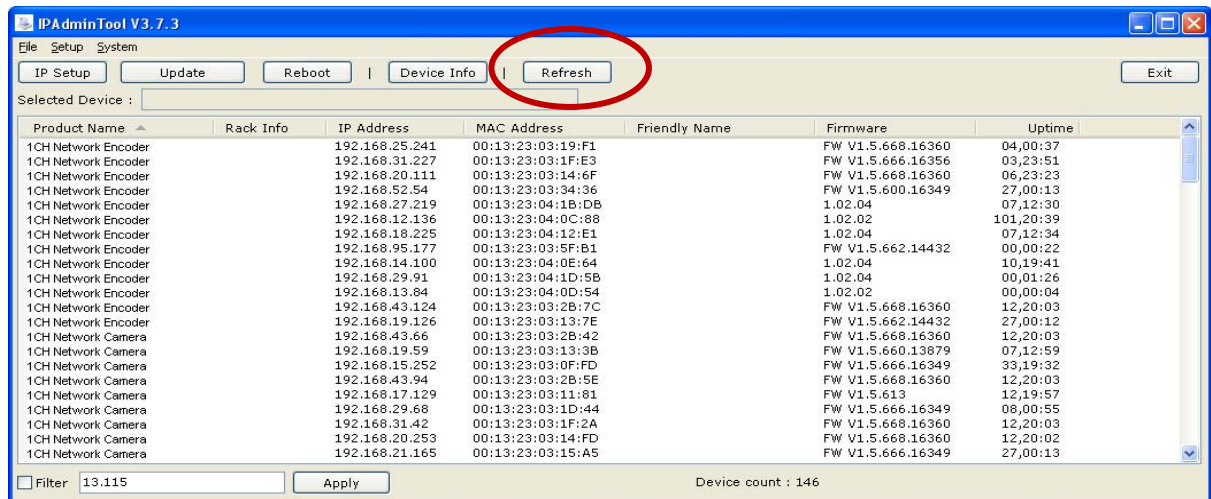 IPAdminTool V3.7.3
File Setup System
IP Setup Update Reboot | Device Info | Refresh Exit
Selected Device :
Product Name Rack Info IP Address MAC Address Friendly Name Firmware Uptime
1CH Network Encoder 192.168.25.241 00:13:23:03:19:F1 FW V1.5.668.16360 04,00:37
1CH Network Encoder 192.168.31.227 00:13:23:03:1F:E3 FW V1.5.666.16356 03,23:51
1CH Network Encoder 192.168.20.111 00:13:23:03:14:6F FW V1.5.668.16360 06,23:23
1CH Network Encoder 192.168.52.54 00:13:23:03:34:36 FW V1.5.600.16349 27,00:13
1CH Network Encoder 192.168.27.219 00:13:23:04:1B:DB 1.02.04 07,12:30
1CH Network Encoder 192.168.12.136 00:13:23:04:0C:88 1.02.02 101,20:39
1CH Network Encoder 192.168.18.225 00:13:23:04:12:E1 1.02.04 07,12:34
1CH Network Encoder 192.168.95.177 00:13:23:03:5F:B1 FW V1.5.662.14432 00,00:22
1CH Network Encoder 192.168.14.100 00:13:23:04:0E:64 1.02.04 10,19:41
1CH Network Encoder 192.168.29.91 00:13:23:04:1D:5B 1.02.04 00,01:26
1CH Network Encoder 192.168.13.84 00:13:23:04:0D:54 1.02.02 00,00:04
1CH Network Encoder 192.168.43.124 00:13:23:03:2B:7C FW V1.5.668.16360 12,20:03
1CH Network Encoder 192.168.19.126 00:13:23:03:13:7E FW V1.5.662.14432 27,00:12
1CH Network Camera 192.168.43.66 00:13:23:03:2B:42 FW V1.5.668.16360 12,20:03
1CH Network Camera 192.168.19.59 00:13:23:03:13:3B FW V1.5.660.13879 07,12:59
1CH Network Camera 192.168.15.252 00:13:23:03:0F:FD FW V1.5.666.16349 33,19:32
1CH Network Camera 192.168.43.94 00:13:23:03:2B:5E FW V1.5.668.16360 12,20:03
1CH Network Camera 192.168.17.129 00:13:23:03:11:81 FW V1.5.613 12,19:57
1CH Network Camera 192.168.29.68 00:13:23:03:1D:44 FW V1.5.666.16349 08,00:55
1CH Network Camera 192.168.31.42 00:13:23:03:1F:2A FW V1.5.668.16360 12,20:03
1CH Network Camera 192.168.20.253 00:13:23:03:14:FD FW V1.5.668.16360 12,20:02
1CH Network Camera 192.168.21.165 00:13:23:03:15:A5 FW V1.5.666.16349 27,00:13
Filter 13.115 Apply Device count : 146